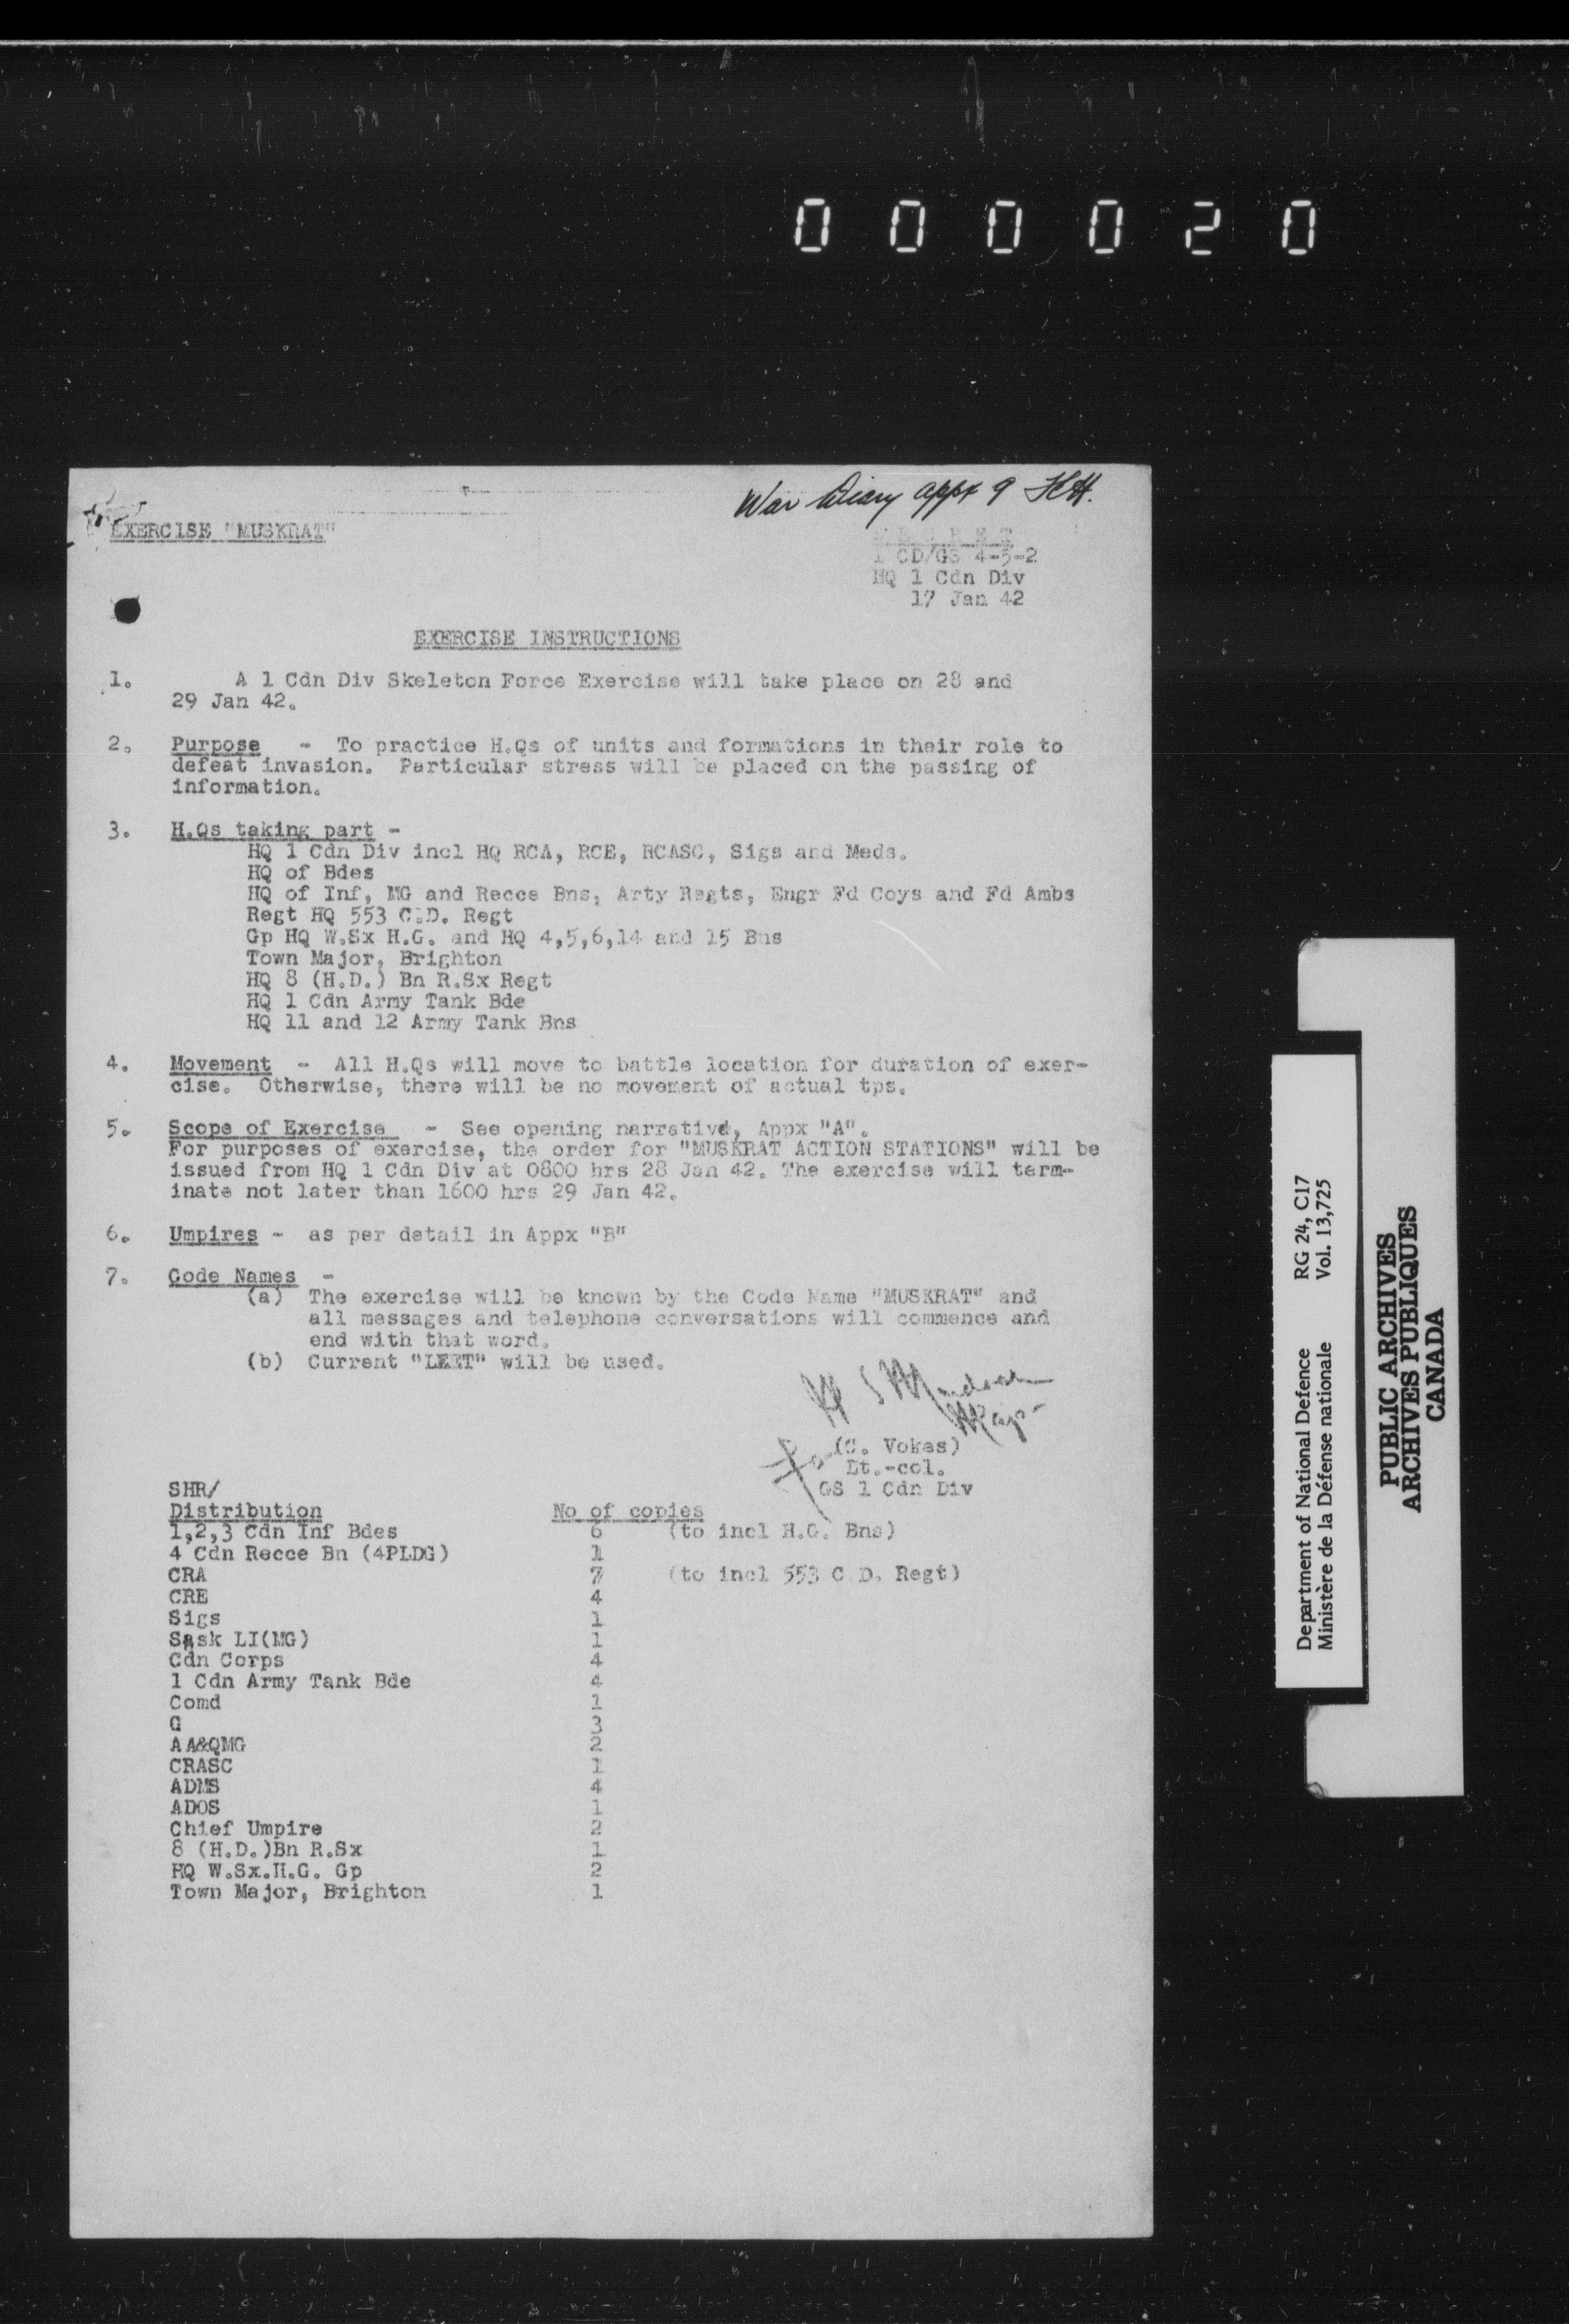 000020
War Diary appx 9
EXERCISE "MUSKRAT"
SECRET
1 CD/GS 4-5-2
HQ 1 Cdn Div
17 Jan 42
EXERCISE INSTRUCTIONS
1. A 1 Cdn Div Skeleton Force Exercise will take place on 28 and
29 Jan 42.
2. Purpose - To practice H.Qs of units and formations in their role to
defeat invasion. Particular stress will be placed on the passing of
information.
3. H.Qs taking part -
HQ 1 Cdn Div incl HQ RCA, RCE, RCASC, Sigs and Meds.
HQ of Bdes
HQ of Inf, MG and Recce Bns, Arty Regts, Engr Fd Coys and Fd Ambs
Regt HQ 553 C.D. Regt
Gp HQ W.Sx H.G. and HQ 4,5,6,14 and 15 Bns
Town Major, Brighton
HQ 8 (H.D.) Bn R.Sx Regt
HQ 1 Cdn Army Tank Bde
HQ 11 and 12 Army Tank Bns
4. Movement - All H.Qs will move to battle location for duration of exer-
cise. Otherwise, there will be no movement of actual tps.
5. Scope of Exercise - See opening narrative, Appx "A".
For purposes of exercise, the order for "MUSKRAT ACTION STATIONS" will be
issued from HQ 1 Cdn Div at 0800 hrs 28 Jan 42. The exercise will term-
inate not later than 1600 hrs 29 Jan 42.
6. Umpires - as per detail in Appx "B"
7. Code Names -
(a) The exercise will be known by the Code Name "MUSKRAT" and
all messages and telephone conversations will commence and
end with that word.
(b) Current "LEET" will be used.
for (C. Vokes)
Lt.-col.
GS 1 Cdn Div
SHR/
Distribution No of copies
1,2,3 Cdn Inf Bdes 6 (to incl H.G. Bns)
4 Cdn Recce Bn (4PLDG) 1
CRA 7 (to incl 553 C.D. Regt)
CRE 4
Sigs 1
Sask LI(MG) 1
Cdn Corps 4
1 Cdn Army Tank Bde 4
Comd 1
G 3
AA&QMG 2
CRASC 1
ADMS 4
ADOS 1
Chief Umpire 2
8 (H.D.)Bn R.Sx 1
HQ W.Sx.H.G. Gp 2
Town Major, Brighton 1
Department of National Defence RG 24, C17
Ministère de la Défense nationale Vol. 13,725
PUBLIC ARCHIVES
ARCHIVES PUBLIQUES
CANADA